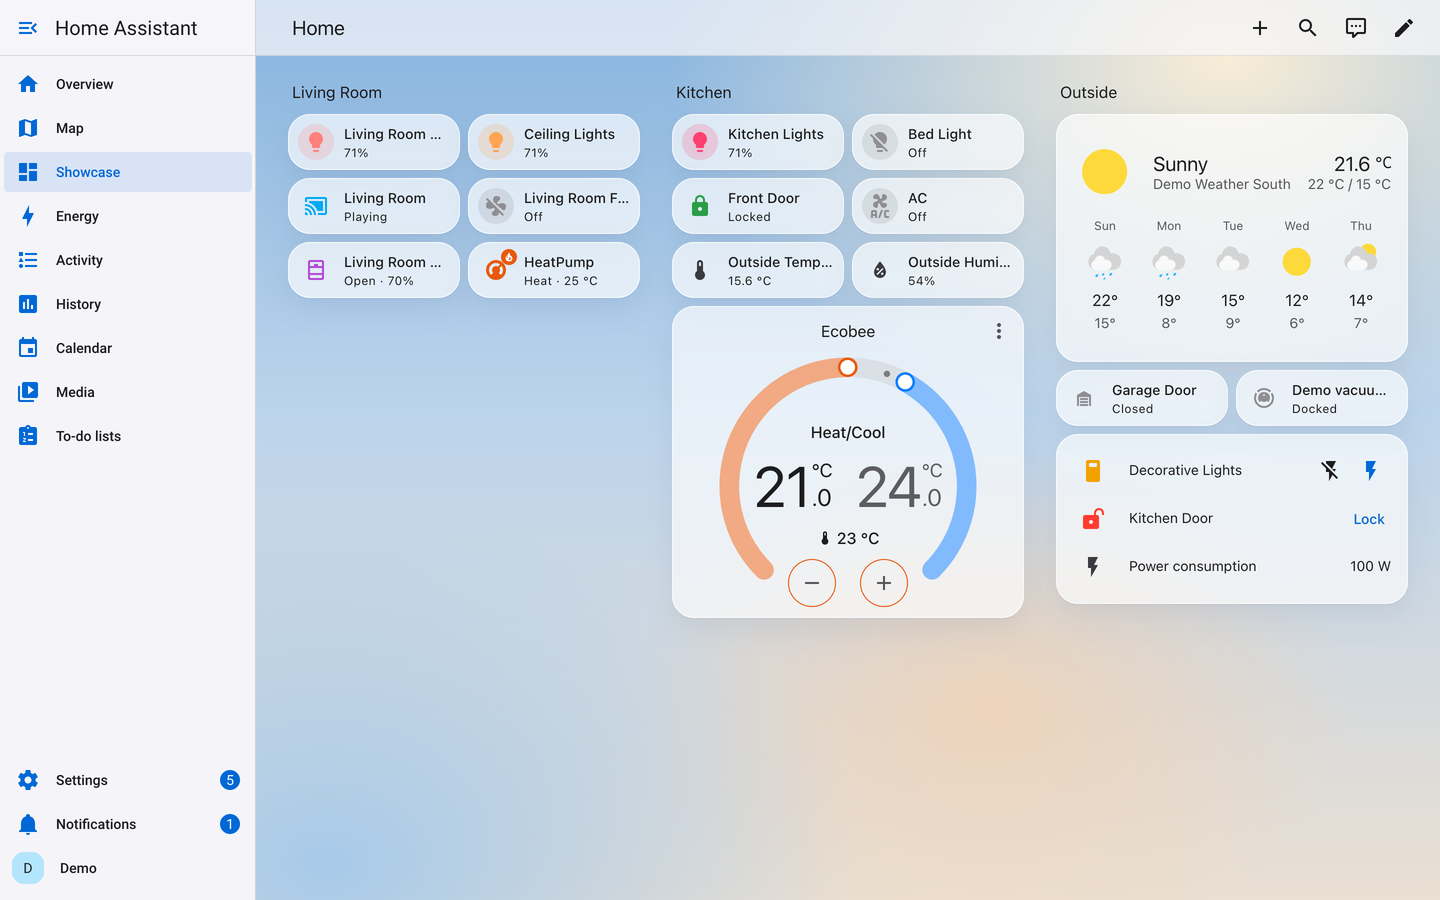 Home Assistant
Overview
Map
Showcase
Energy
Activity
History
Calendar
Media
To-do lists
Settings
5
Notifications
1
D
Demo
Home
Living Room
Living Room ...
71%
Ceiling Lights
71%
Living Room
Playing
Living Room F...
Off
Living Room ...
Open · 70%
HeatPump
Heat · 25 °C
Kitchen
Kitchen Lights
71%
Bed Light
Off
Front Door
Locked
A/C
AC
Off
Outside Temp...
15.6 °C
Outside Humi...
54%
Ecobee
Heat/Cool
21.0 °C
24.0 °C
23 °C
Outside
Sunny
21.6 °C
Demo Weather South
22 °C / 15 °C
Sun Mon Tue Wed Thu
22° 19° 15° 12° 14°
15° 8° 9° 6° 7°
Garage Door
Closed
Demo vacuu...
Docked
Decorative Lights
Kitchen Door
Lock
Power consumption
100 W